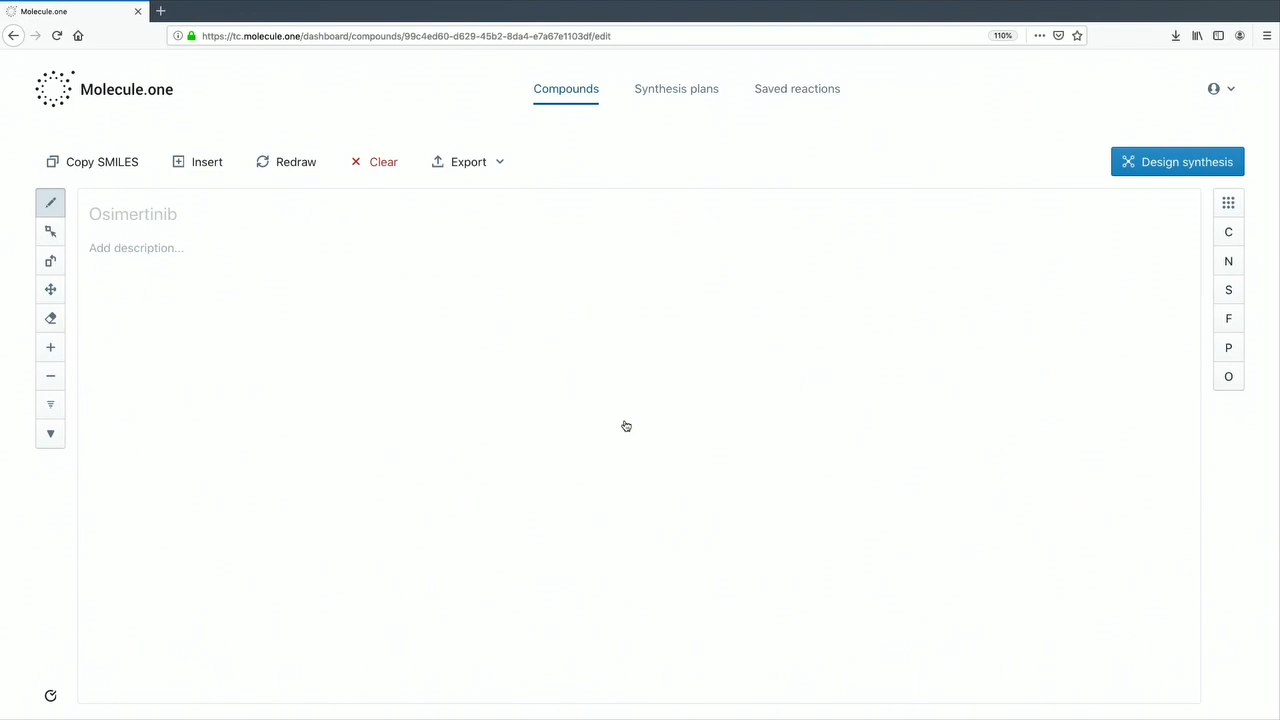 Molecule.one
https://tc.molecule.one/dashboard/compounds/99c4ed60-d629-45b2-8da4-e7a67e1103df/edit
110%
Molecule.one
Compounds
Synthesis plans
Saved reactions
Copy SMILES
Insert
Redraw
Clear
Export
Design synthesis
Osimertinib
Add description...
C
N
S
F
P
O